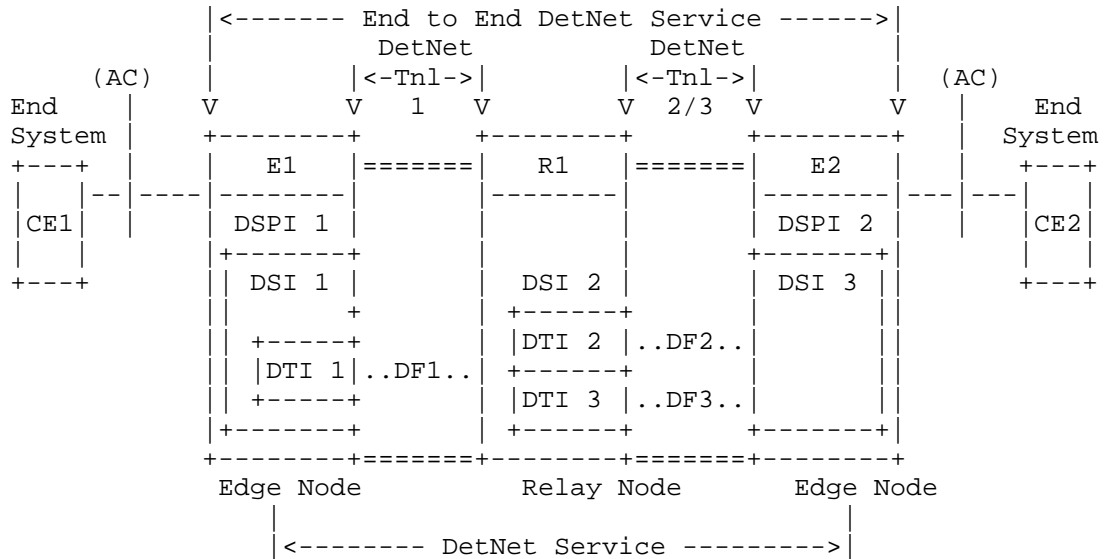 |<------- End to End DetNet Service ------>|
DetNet DetNet
(AC) |<-Tnl->| |<-Tnl->| (AC)
End V V 1 V V 2/3 V V End
System System
E1 R1 E2
CE1 DSPI 1 DSPI 2 CE2
DSI 1 DSI 2 DSI 3
DTI 2 ..DF2..
DTI 1 ..DF1..
DTI 3 ..DF3..
Edge Node Relay Node Edge Node
|<-------- DetNet Service --------->|